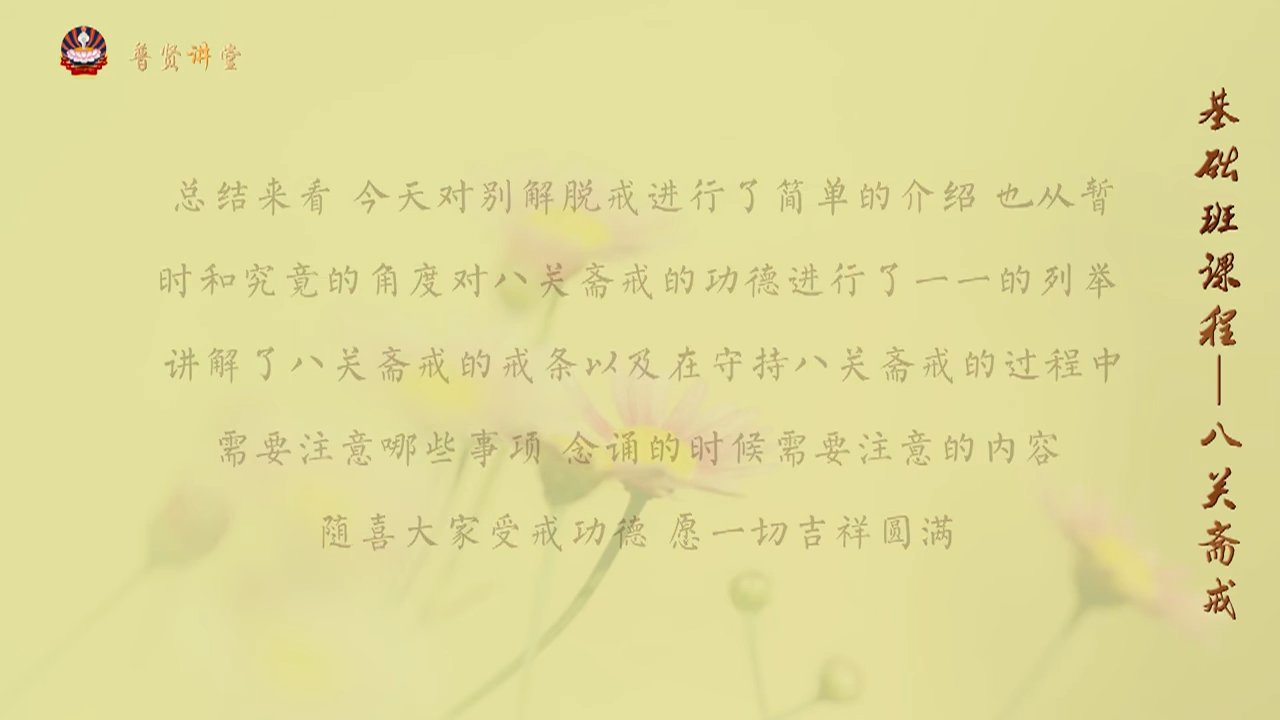 普贤讲堂
总结来看 今天对别解脱戒进行了简单的介绍 也从暂
时和究竟的角度对八关斋戒的功德进行了一一的列举
讲解了八关斋戒的戒条以及在守持八关斋戒的过程中
需要注意哪些事项 念诵的时候需要注意的内容
随喜大家受戒功德 愿一切吉祥圆满
基础班课程—八关斋戒